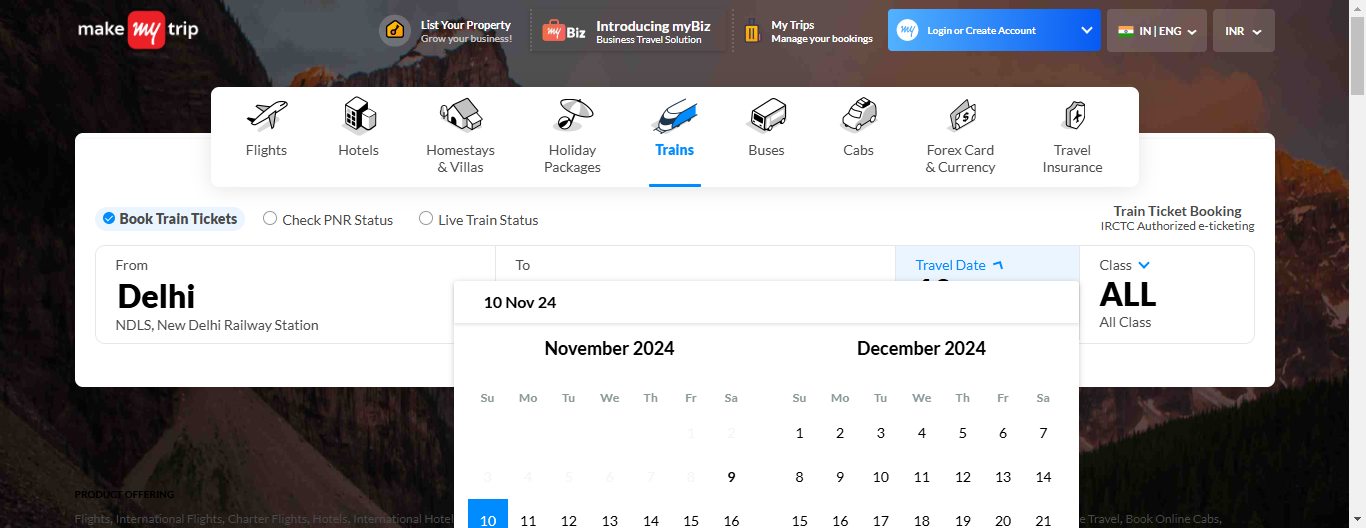 make my trip
List Your Property
Grow your business!
my Biz
Introducing myBiz
Business Travel Solution
My Trips
Manage your bookings
my
Login or Create Account
IN | ENG
INR
Flights
Hotels
Homestays
& Villas
Holiday
Packages
Trains
Buses
Cabs
Forex Card
& Currency
Travel
Insurance
Book Train Tickets
Check PNR Status
Live Train Status
Train Ticket Booking
IRCTC Authorized e-ticketing
From
Delhi
NDLS, New Delhi Railway Station
To
Travel Date
Class
ALL
All Class
10 Nov 24
November 2024
December 2024
Su Mo Tu We Th Fr Sa
Su Mo Tu We Th Fr Sa
1 2
1 2 3 4 5 6 7
3 4 5 6 7 8 9
8 9 10 11 12 13 14
10 11 12 13 14 15 16
15 16 17 18 19 20 21
PRODUCT OFFERING
Flights, International Flights, Charter Flights, Hotels, International Hotel
e Travel, Book Online Cabs,